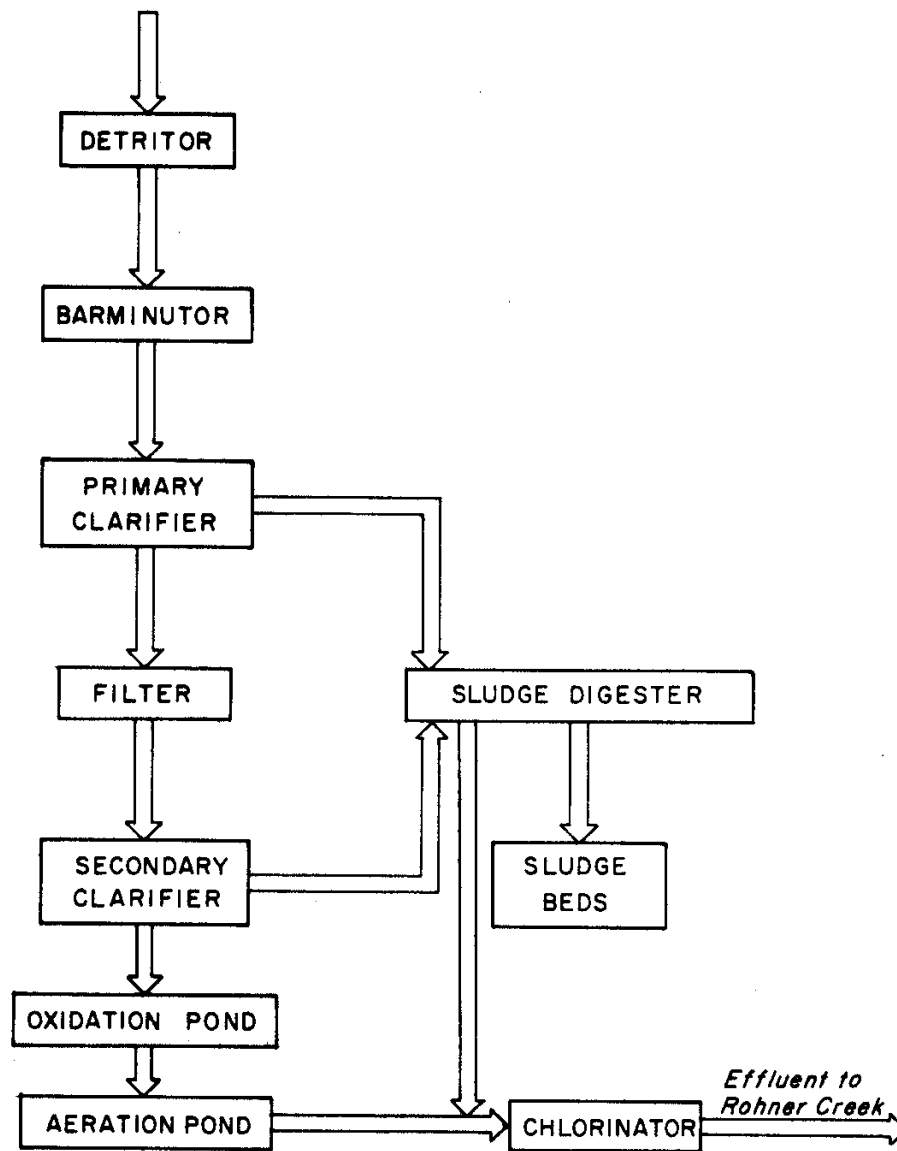 DETRITOR
BARMINUTOR
PRIMARY
CLARIFIER
FILTER
SLUDGE DIGESTER
SECONDARY
CLARIFIER
SLUDGE
BEDS
OXIDATION POND
AERATION POND
CHLORINATOR
Effluent to
Rohner Creek